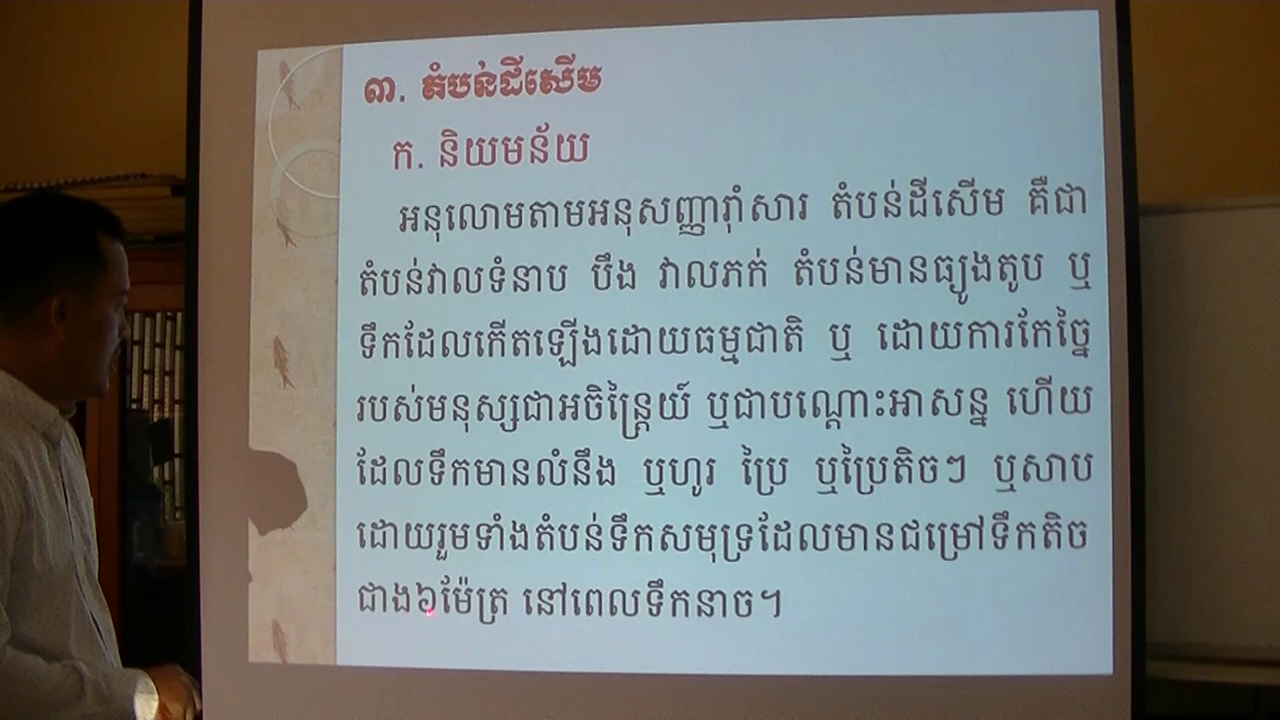 ៣. តំបន់ដីសើម
ក. និយមន័យ
អនុលោមតាមអនុសញ្ញារ៉ាំសារ តំបន់ដីសើម គឺជា
តំបន់វាលទំនាប បឹង វាលភក់ តំបន់មានធ្យូងតូប ឬ
ទឹកដែលកើតឡើងដោយធម្មជាតិ ឬ ដោយការកែច្នៃ
របស់មនុស្សជាអចិន្ត្រៃយ៍ ឬជាបណ្ដោះអាសន្ន ហើយ
ដែលទឹកមានលំនឹង ឬហូរ ប្រៃ ឬប្រៃតិចៗ ឬសាប
ដោយរួមទាំងតំបន់ទឹកសមុទ្រដែលមានជម្រៅទឹកតិច
ជាង៦ម៉ែត្រ នៅពេលទឹកនាច។